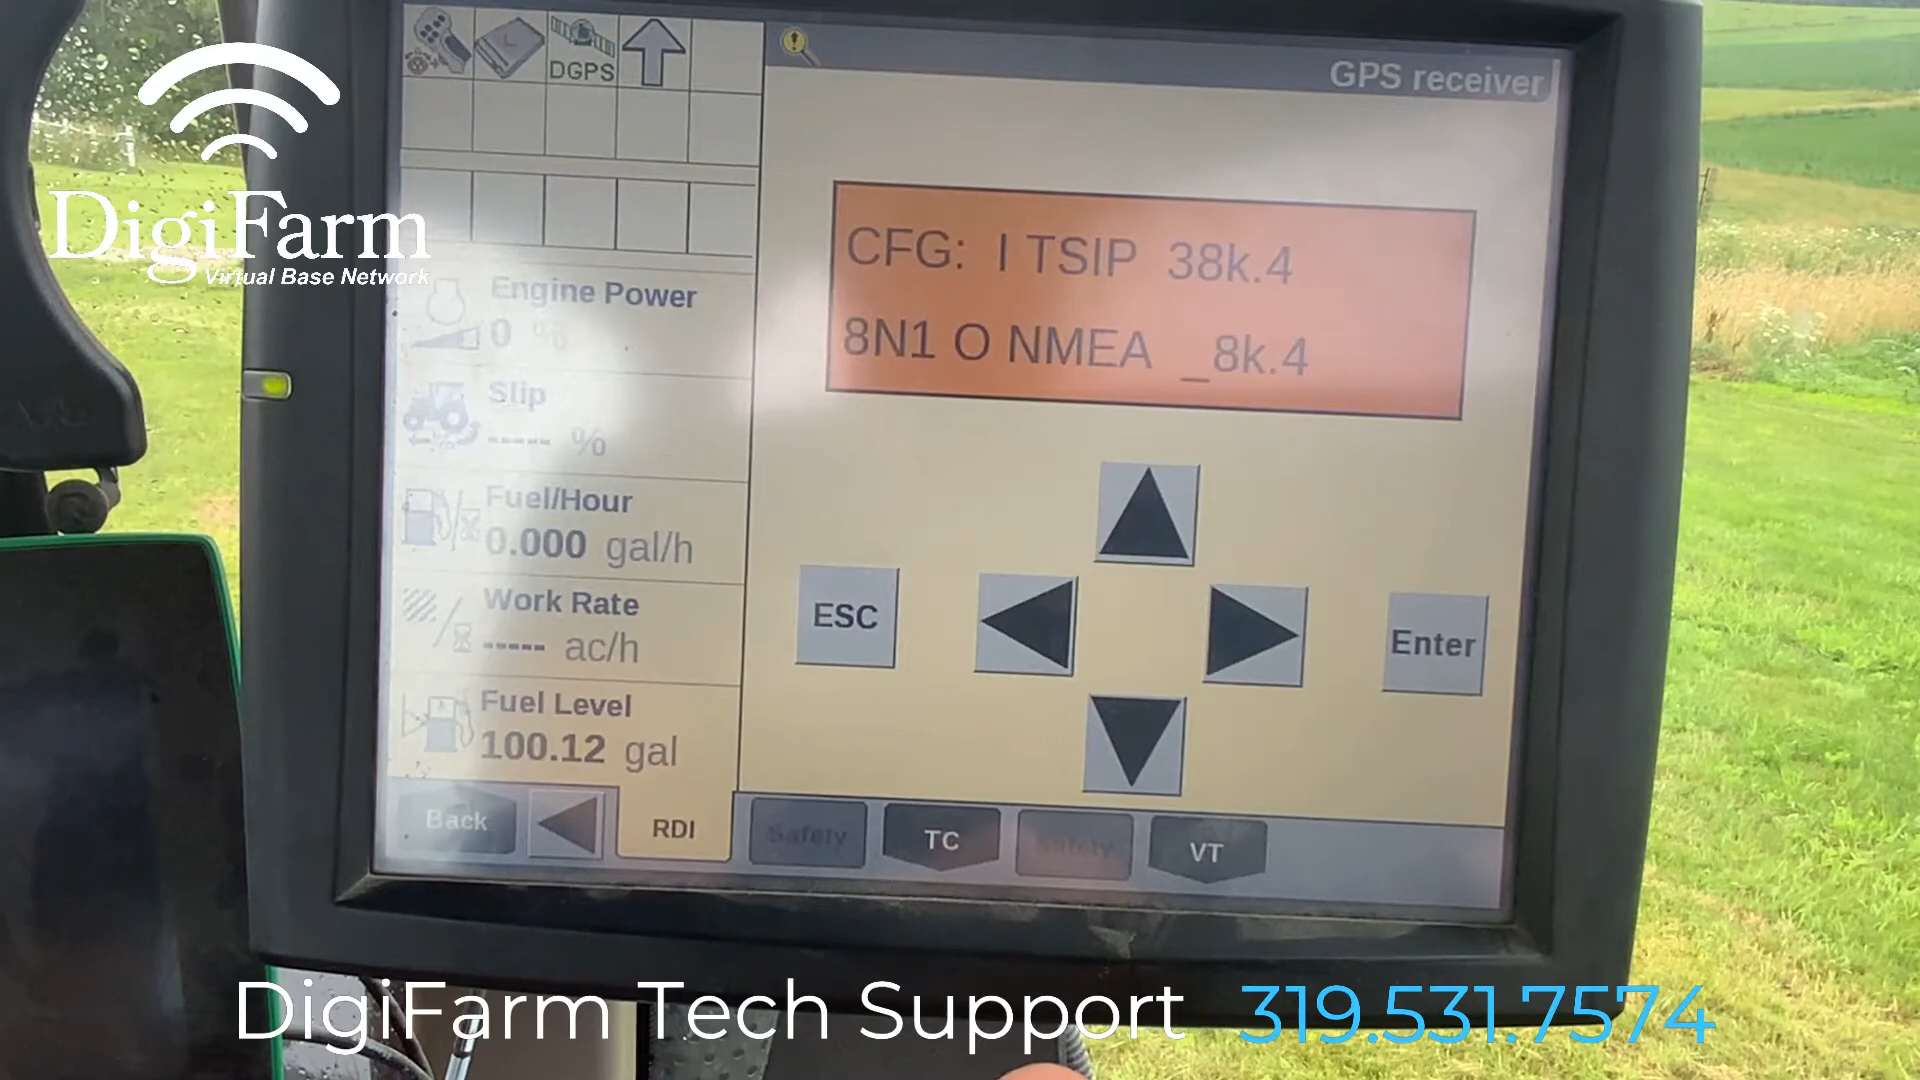 DigiFarm
Virtual Base Network
DGPS
GPS receiver
CFG: I TSIP 38k.4
8N1 O NMEA _8k.4
Engine Power
0 %
Slip
----- %
Fuel/Hour
0.000 gal/h
Work Rate
----- ac/h
Fuel Level
100.12 gal
ESC
Enter
Back
RDI
Safety
TC
Safety
VT
DigiFarm Tech Support 319.531.7574